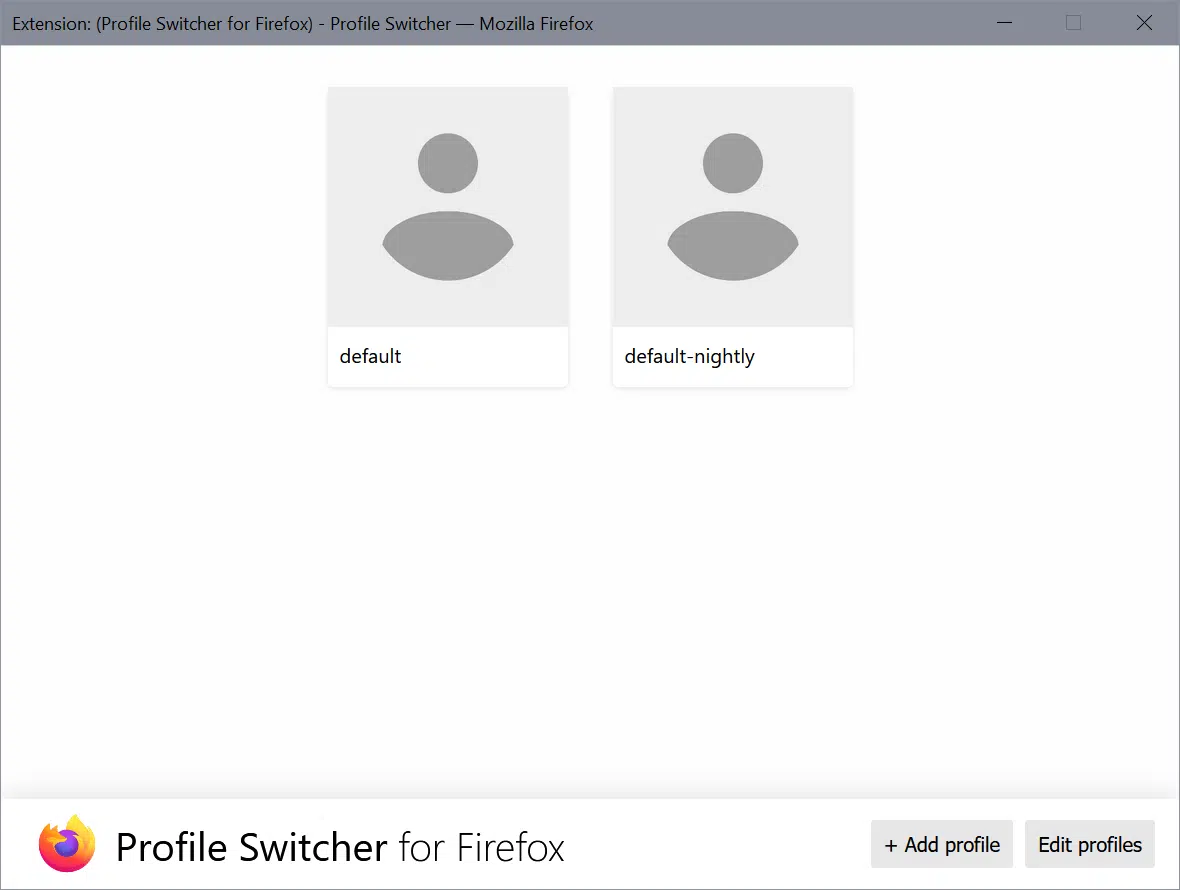 Extension: (Profile Switcher for Firefox) - Profile Switcher — Mozilla Firefox
default
default-nightly
Profile Switcher for Firefox
+ Add profile
Edit profiles